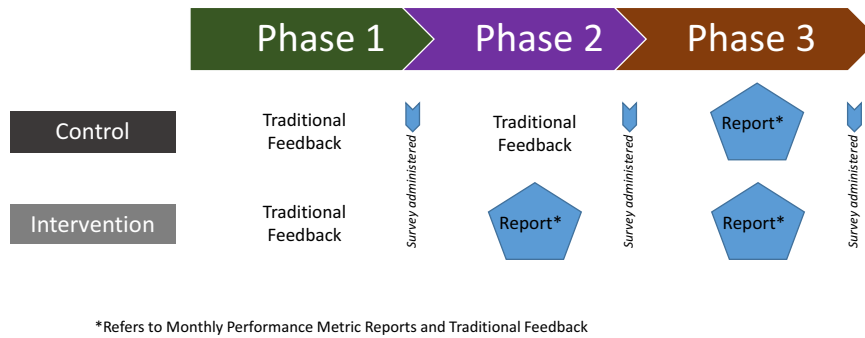 Phase 1
Phase 2
Phase 3
Control
Traditional
Feedback
Survey administered
Traditional
Feedback
Survey administered
Report*
Survey administered
Intervention
Traditional
Feedback
Report*
Report*
*Refers to Monthly Performance Metric Reports and Traditional Feedback